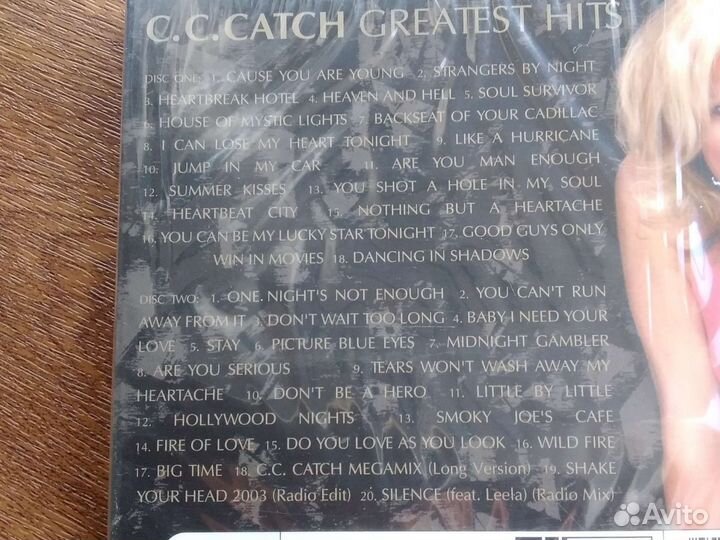 C.C.CATCH GREATEST HITS
DISC ONE: 1. CAUSE YOU ARE YOUNG 2. STRANGERS BY NIGHT
3. HEARTBREAK HOTEL 4. HEAVEN AND HELL 5. SOUL SURVIVOR
6. HOUSE OF MYSTIC LIGHTS 7. BACKSEAT OF YOUR CADILLAC
8. I CAN LOSE MY HEART TONIGHT 9. LIKE A HURRICANE
10. JUMP IN MY CAR 11. ARE YOU MAN ENOUGH
12. SUMMER KISSES 13. YOU SHOT A HOLE IN MY SOUL
14. HEARTBEAT CITY 15. NOTHING BUT A HEARTACHE
16. YOU CAN BE MY LUCKY STAR TONIGHT 17. GOOD GUYS ONLY
WIN IN MOVIES 18. DANCING IN SHADOWS
DISC TWO: 1. ONE NIGHT'S NOT ENOUGH 2. YOU CAN'T RUN
AWAY FROM IT 3. DON'T WAIT TOO LONG 4. BABY I NEED YOUR
LOVE 5. STAY 6. PICTURE BLUE EYES 7. MIDNIGHT GAMBLER
8. ARE YOU SERIOUS 9. TEARS WON'T WASH AWAY MY
HEARTACHE 10. DON'T BE A HERO 11. LITTLE BY LITTLE
12. HOLLYWOOD NIGHTS 13. SMOKY JOE'S CAFE
14. FIRE OF LOVE 15. DO YOU LOVE AS YOU LOOK 16. WILD FIRE
17. BIG TIME 18. C.C. CATCH MEGAMIX (Long Version) 19. SHAKE
YOUR HEAD 2003 (Radio Edit) 20. SILENCE (feat. Leela) (Radio Mix)
Avito